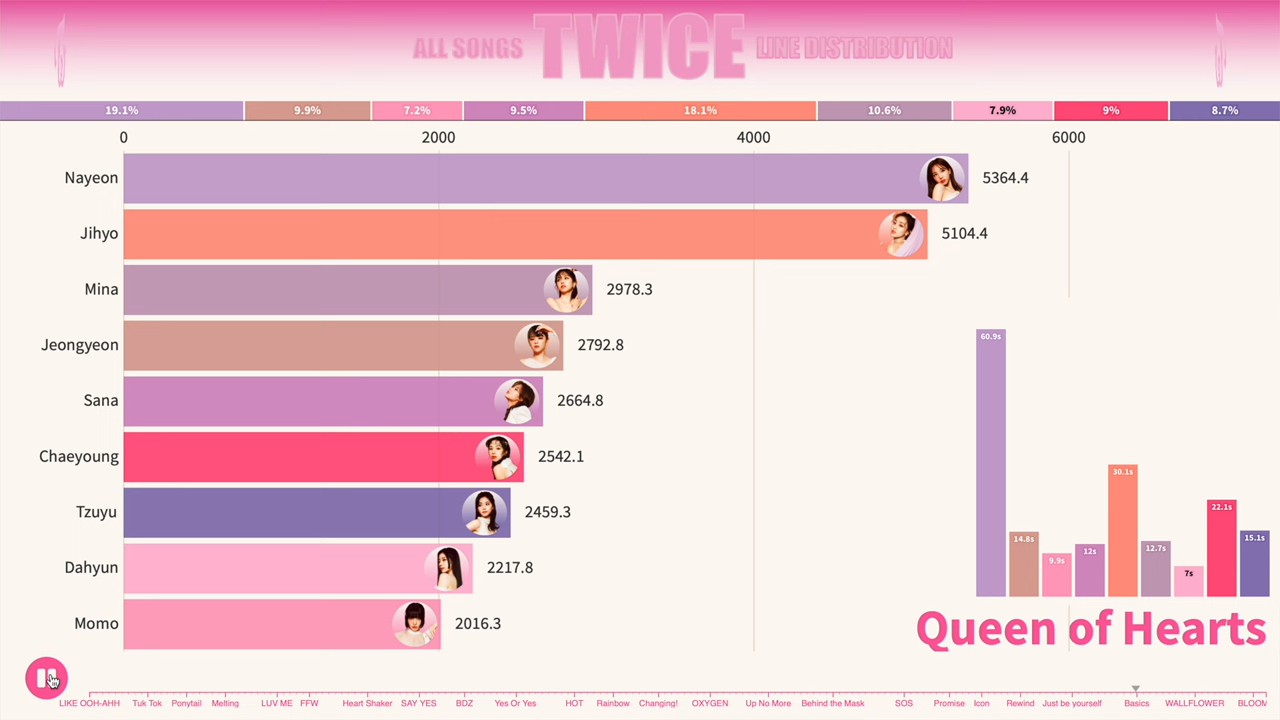 ALL SONGS TWICE LINE DISTRIBUTION
19.1% 9.9% 7.2% 9.5% 18.1% 10.6% 7.9% 9% 8.7%
0 2000 4000 6000
Nayeon 5364.4
Jihyo 5104.4
Mina 2978.3
Jeongyeon 2792.8
Sana 2664.8
Chaeyoung 2542.1
Tzuyu 2459.3
Dahyun 2217.8
Momo 2016.3
60.9s 14.8s 9.9s 12s 30.1s 12.7s 7s 22.1s 15.1s
Queen of Hearts
LIKE OOH-AHH Tuk Tok Ponytail Melting LUV ME FFW Heart Shaker SAY YES BDZ Yes Or Yes HOT Rainbow Changing! OXYGEN Up No More Behind the Mask SOS Promise Icon Rewind Just be yourself Basics WALLFLOWER BLOOM